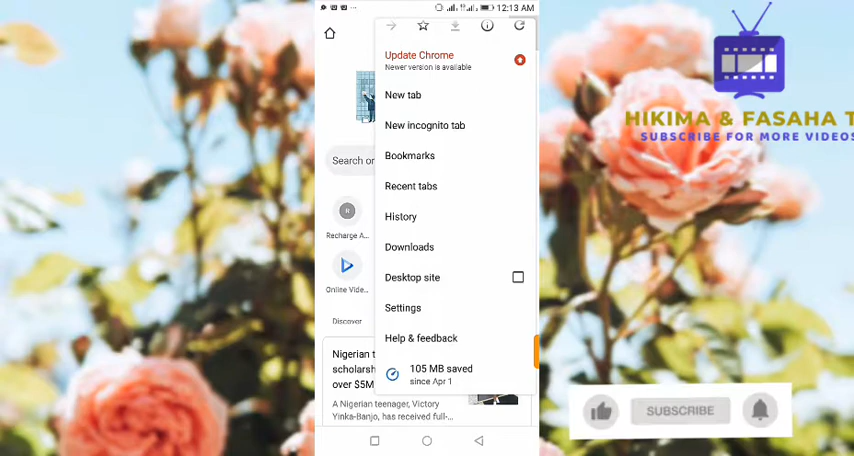 12:13 AM
Update Chrome
Newer version is available
New tab
New incognito tab
Bookmarks
Recent tabs
History
Downloads
Desktop site
Settings
Help & feedback
105 MB saved
since Apr 1
Search or
R
Recharge A...
Online Vide...
Discover
Nigerian t
scholarsh
over $5M
A Nigerian teenager, Victory
Yinka-Banjo, has received full-...
HIKIMA & FASAHA T
SUBSCRIBE FOR MORE VIDEOS
SUBSCRIBE